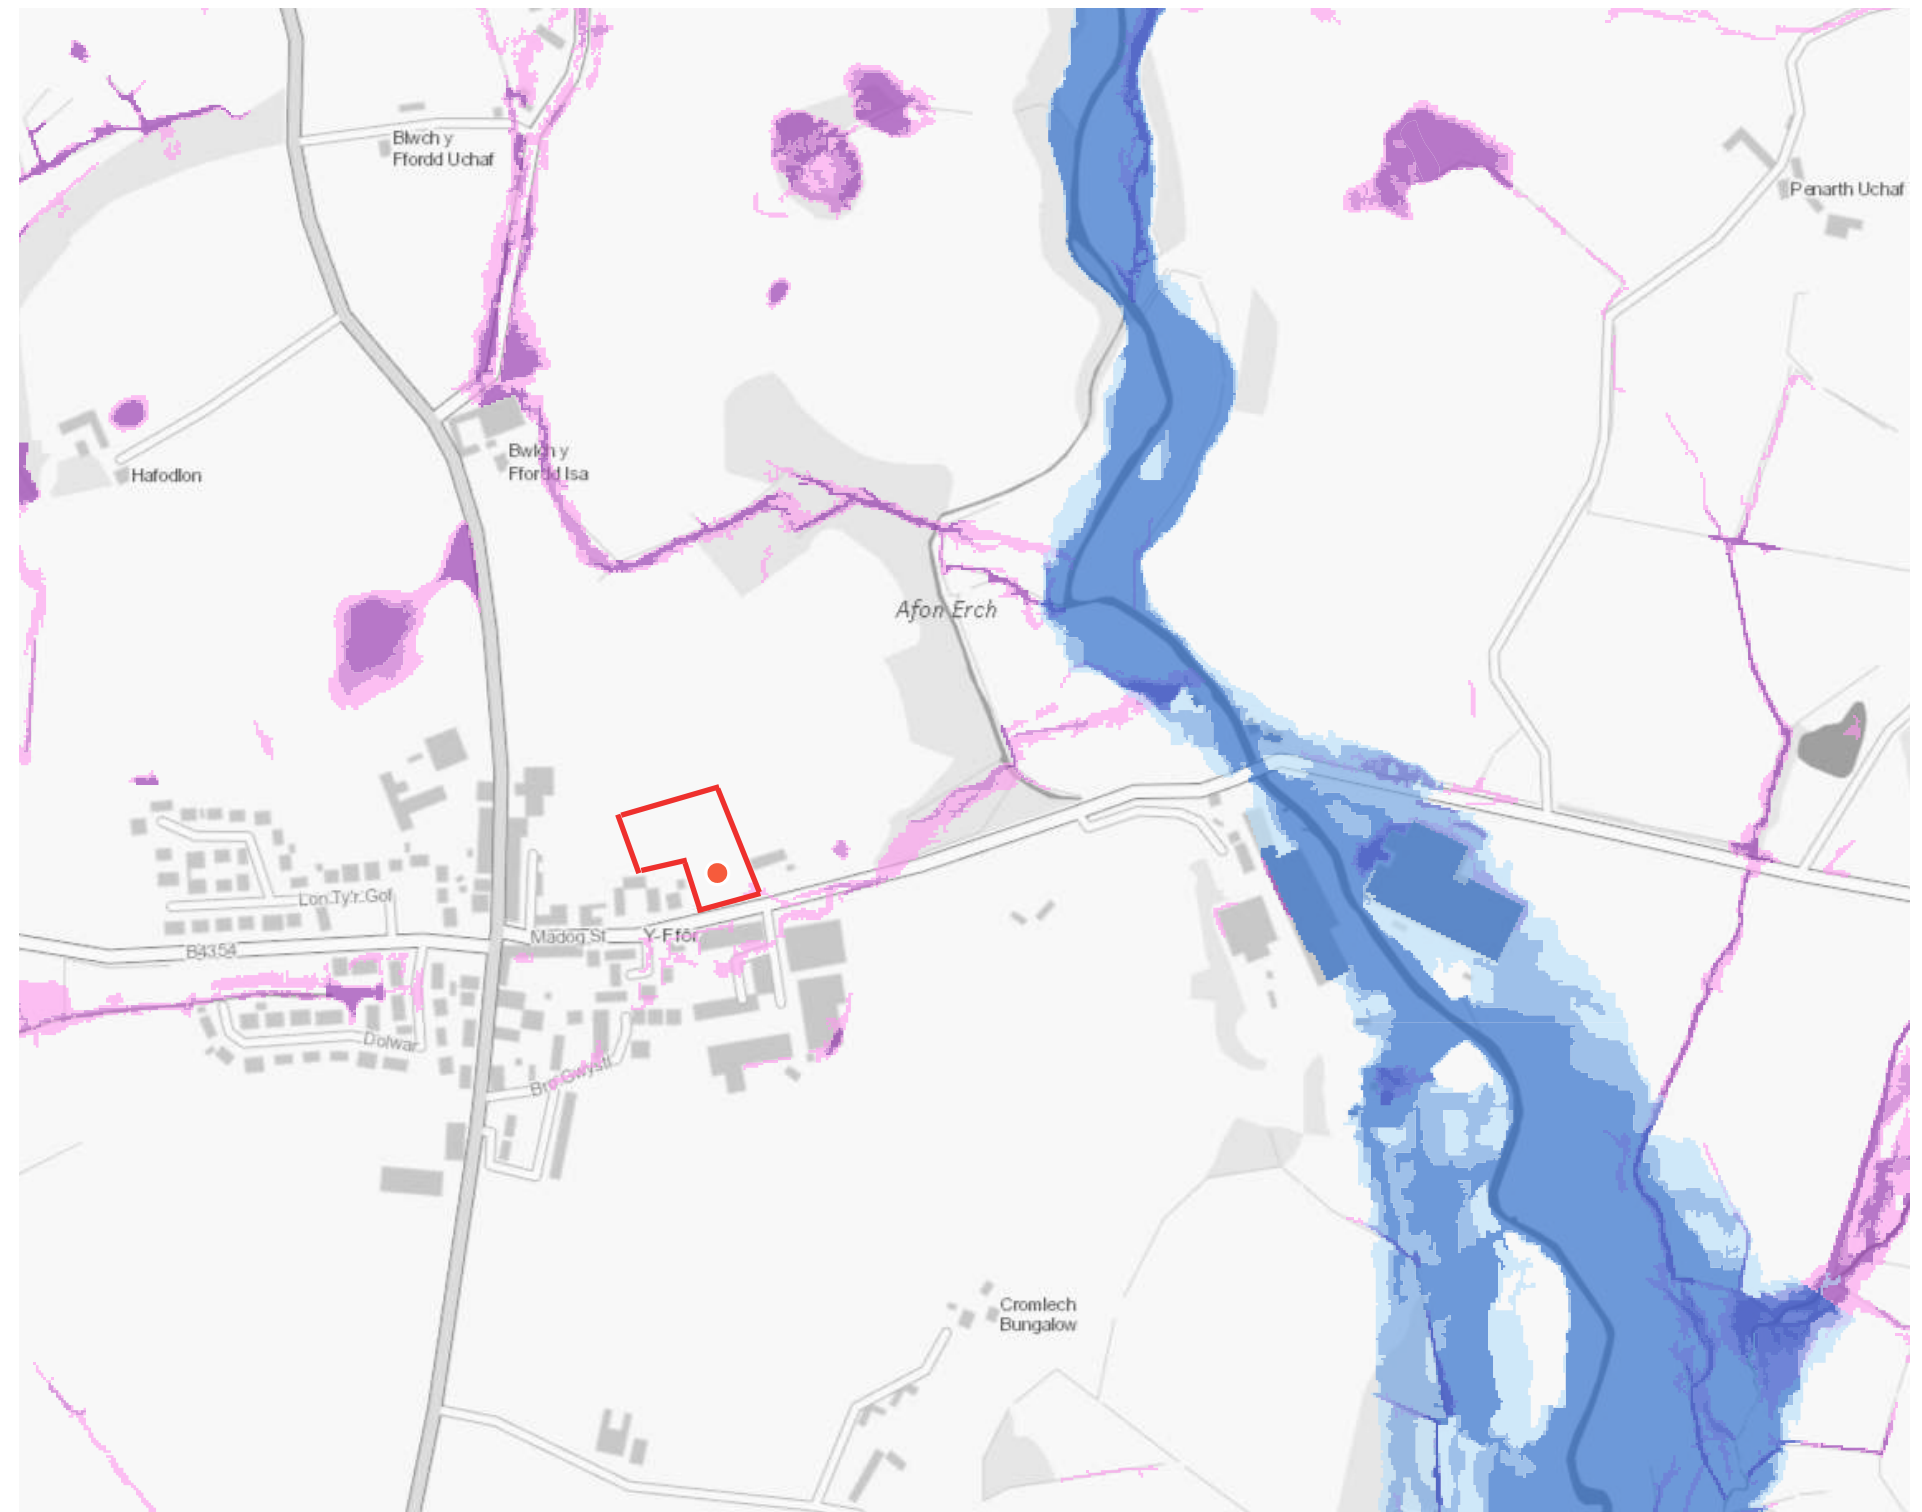 Blwch y
Ffordd Uchaf
Penarth Uchaf
Bwlch y
Ffordd Isa
Hafodlon
Afon Erch
Lon Ty'r Gof
Madog St
Y-Ffôr
B4354
Dolwar
Bro Gwystl
Cromlech
Bungalow